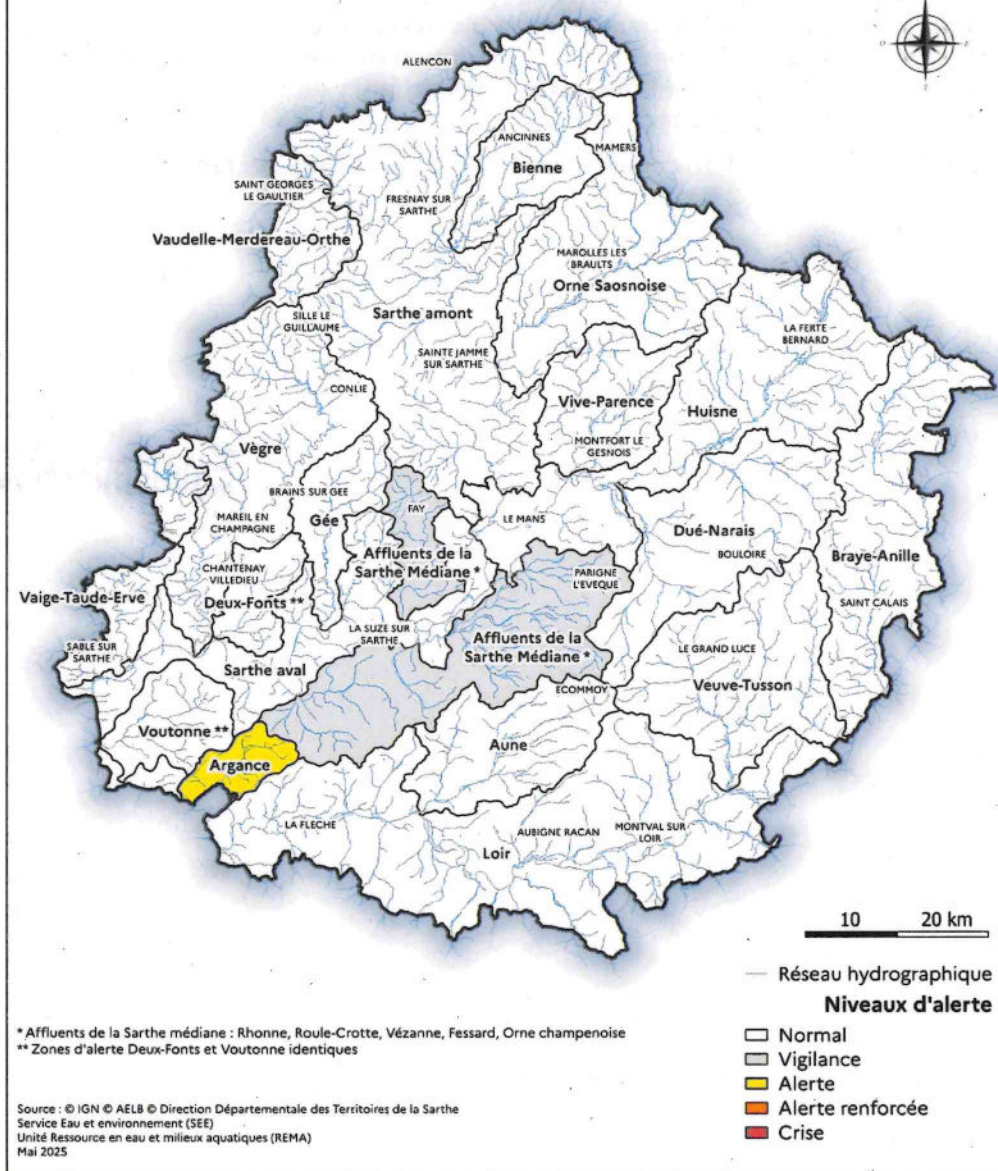 ALENCON
ANCINNES
MAMERS
Bienne
SAINT GEORGES
LE GAULTIER
FRESNAY SUR
SARTHE
Vaudelle-Merdereau-Orthe
MAROLLES LES
BRAULTS
Orne Saosnoise
SILLE LE
GUILLAUME
Sarthe amont
LA FERTE
BERNARD
SAINTE JAMME
SUR SARTHE
CONLIE
Vive-Parence
Huisne
MONTFORT LE
GESNOIS
Vègre
BRAINS SUR GEE
Gée
FAY
LE MANS
MAREIL EN
CHAMPAGNE
Dué-Narais
BOULOIRE
Braye-Anille
Affluents de la
Sarthe Médiane *
CHANTENAY
VILLEDIEU
PARIGNE
L'EVEQUE
Vaige-Taude-Erve
Deux-Fonts **
SAINT CALAIS
LA SUZE SUR
SARTHE
Affluents de la
Sarthe Médiane *
SABLE SUR
SARTHE
LE GRAND LUCE
Sarthe aval
ECOMMOY
Veuve-Tusson
Voutonne **
Aune
Argance
LA FLECHE
AUBIGNE RACAN
MONTVAL SUR
LOIR
Loir
10 20 km
Réseau hydrographique
Niveaux d'alerte
Normal
Vigilance
Alerte
Alerte renforcée
Crise
* Affluents de la Sarthe médiane : Rhonne, Roule-Crotte, Vézanne, Fessard, Orne champenoise
** Zones d'alerte Deux-Fonts et Voutonne identiques
Source : © IGN © AELB © Direction Départementale des Territoires de la Sarthe
Service Eau et environnement (SEE)
Unité Ressource en eau et milieux aquatiques (REMA)
Mai 2025